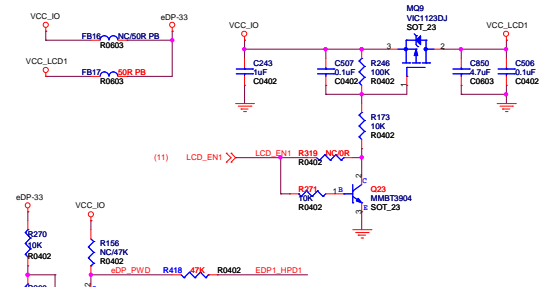 VCC_IO
eDP-33
FB16 NC/50R PB
R0603
VCC_LCD1
FB17 50R PB
R0603
MQ9
VIC1123DJ
SOT_23
VCC_IO
VCC_LCD1
3
2
1
C243
1uF
C0402
C507
0.1uF
C0402
R246
100K
R0402
C850
4.7uF
C0603
C506
0.1uF
C0402
R173
10K
R0402
(11) LCD_EN1
LCD_EN1
R319 NC/0R
R0402
R271
10K
R0402
2
C
1
B
E
3
Q23
MMBT3904
SOT_23
eDP-33
R270
10K
R0402
VCC_IO
R156
NC/47K
R0402
2
eDP_PWD
R418 47K R0402
EDP1_HPD1